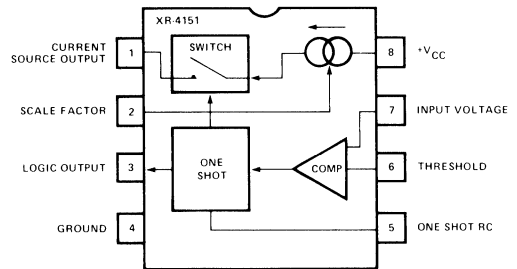 XR-4151
CURRENT
SOURCE OUTPUT
1
SWITCH
8
+VCC
SCALE FACTOR
2
7
INPUT VOLTAGE
LOGIC OUTPUT
3
ONE
SHOT
COMP
6
THRESHOLD
GROUND
4
5
ONE SHOT RC